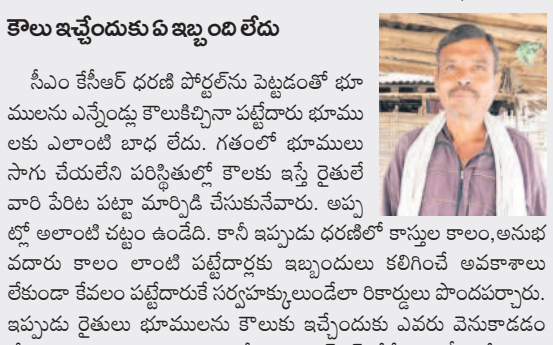 కౌలు ఇచ్చేందుకు ఏ ఇబ్బంది లేదు
సీఎం కేసీఆర్ ధరణి పోర్టల్‌ను పెట్టడంతో భూ
ములను ఎన్నేండ్లు కౌలుకిచ్చినా పట్టేదారు భూము
లకు ఎలాంటి బాధ లేదు. గతంలో భూములు
సాగు చేయలేని పరిస్థితుల్లో కౌలకు ఇస్తే రైతులే
వారి పేరిట పట్టా మార్పిడి చేసుకునేవారు. అప్ప
ట్లో అలాంటి చట్టం ఉండేది. కానీ ఇప్పుడు ధరణిలో కాస్తుల కాలం,అనుభ
వదారు కాలం లాంటి పట్టేదార్లకు ఇబ్బందులు కలిగించే అవకాశాలు
లేకుండా కేవలం పట్టేదారుకే సర్వహక్కులుండేలా రికార్డులు పొందపర్చారు.
ఇప్పుడు రైతులు భూములను కౌలుకు ఇచ్చేందుకు ఎవరు వెనుకాడడం